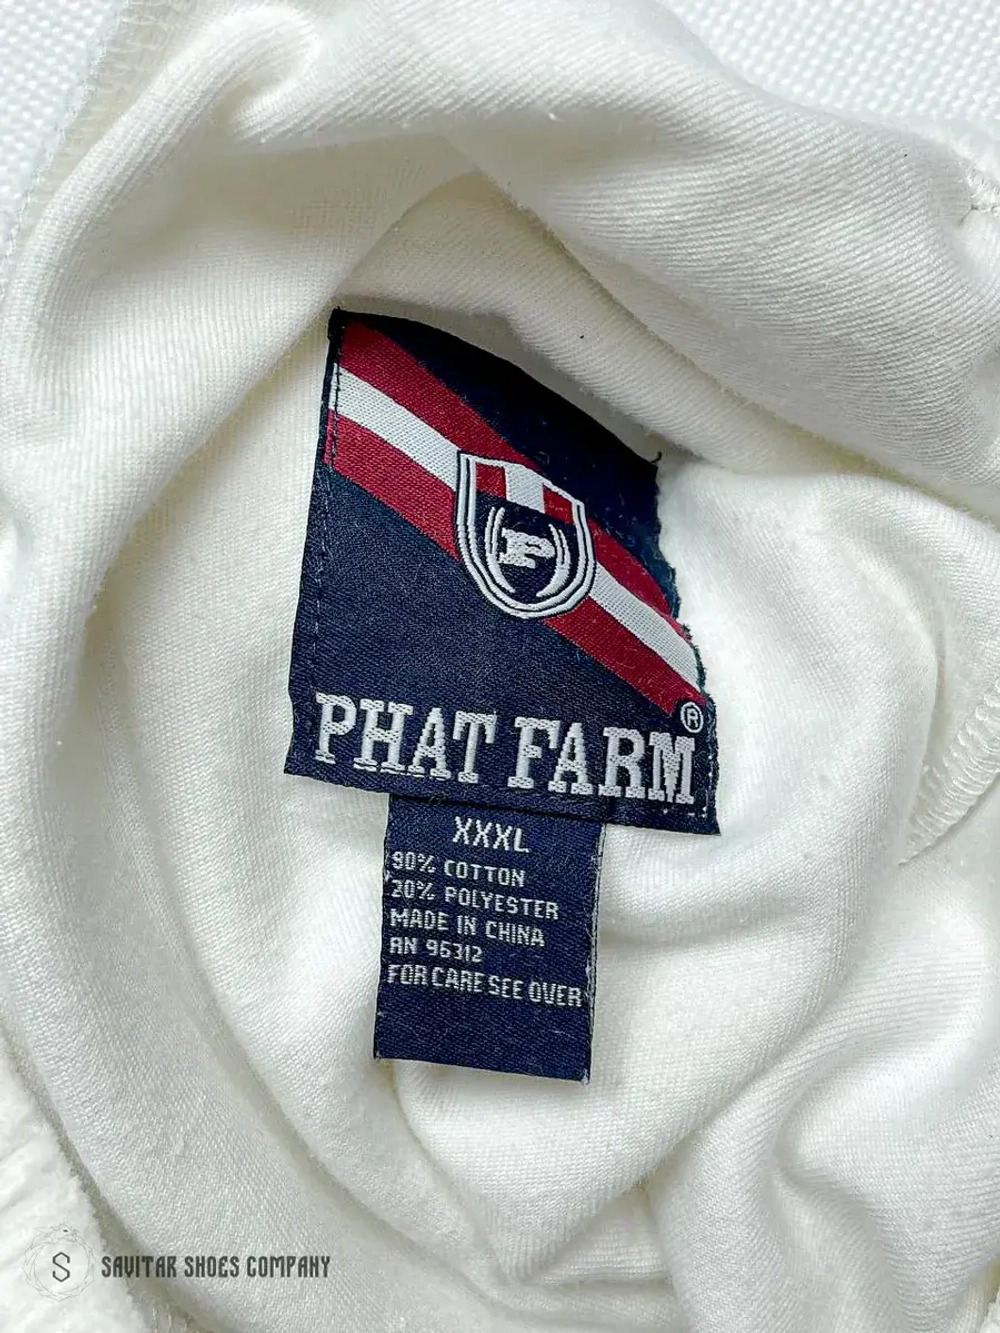 P
PHAT FARM®
XXXL
80% COTTON
20% POLYESTER
MADE IN CHINA
RN 96312
FOR CARE SEE OVER
S SAVITAR SHOES COMPANY